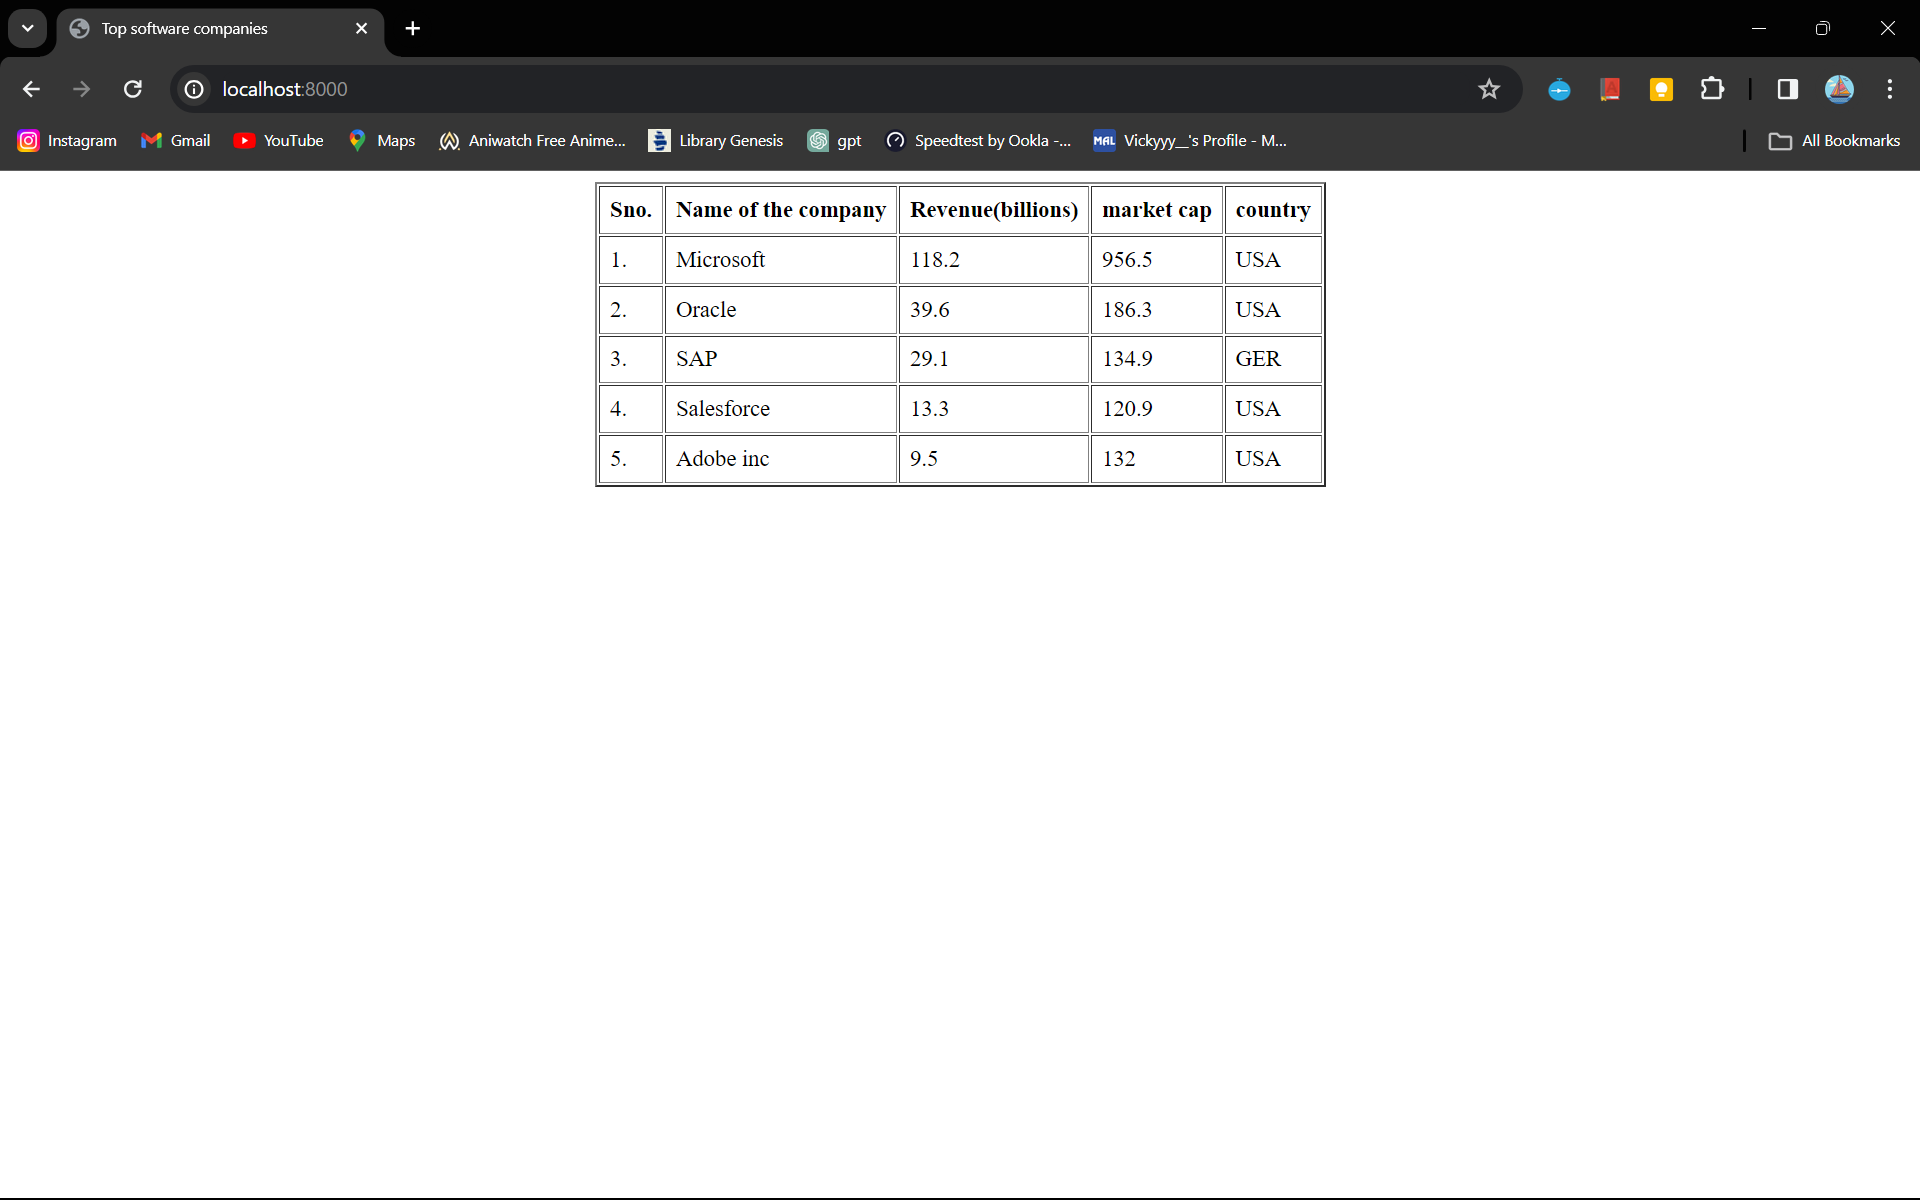 Top software companies
localhost:8000
Instagram Gmail YouTube Maps Aniwatch Free Anime... Library Genesis gpt Speedtest by Ookla -... MAL Vickyyy__'s Profile - M... All Bookmarks
Sno. Name of the company Revenue(billions) market cap country
1. Microsoft 118.2 956.5 USA
2. Oracle 39.6 186.3 USA
3. SAP 29.1 134.9 GER
4. Salesforce 13.3 120.9 USA
5. Adobe inc 9.5 132 USA